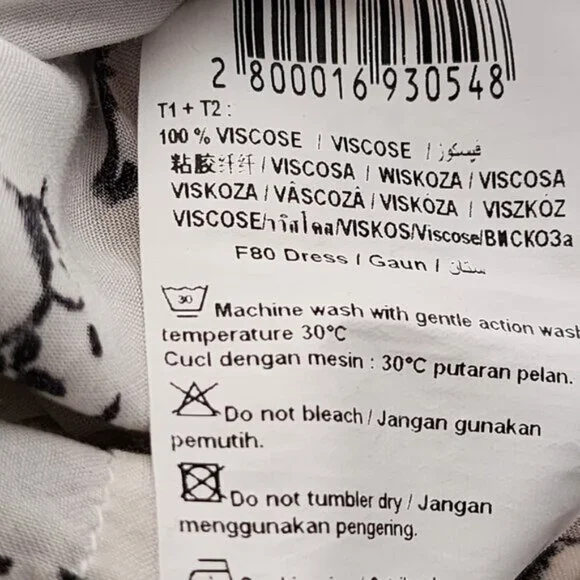 2 800016 930548
T1 + T2 :
100 % VISCOSE / VISCOSE / فيسكوز
粘胶纤纤 / VISCOSA / WISKOZA / VISCOSA
VISKOZA / VÂSCOZÂ / VISKÓZA / VISZKÓZ
VISCOSE/วิสโคส/VISKOS/Viscose/ВИСКОЗа
F80 Dress / Gaun / فستان
30 Machine wash with gentle action wash
temperature 30°C
Cuci dengan mesin : 30°C putaran pelan.
Do not bleach / Jangan gunakan
pemutih.
Do not tumbler dry / Jangan
menggunakan pengering.